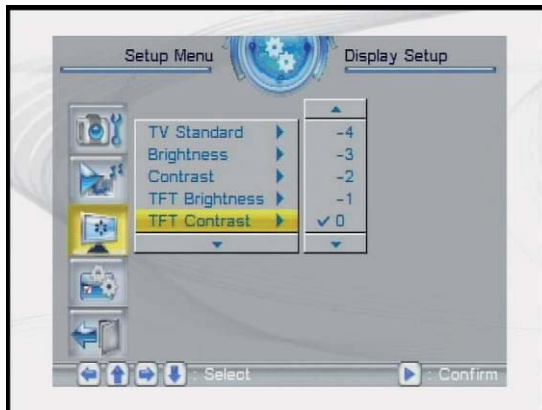 Setup Menu
Display Setup
TV Standard
Brightness
Contrast
TFT Brightness
TFT Contrast
-4
-3
-2
-1
0
: Select
: Confirm